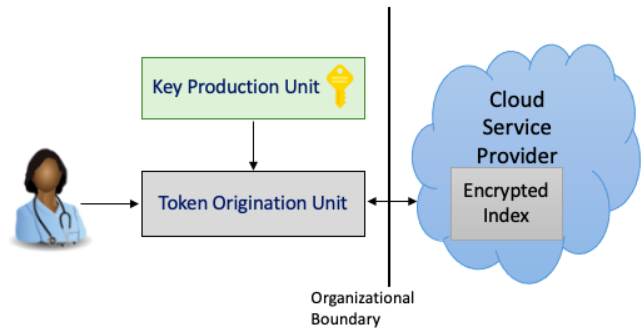 Key Production Unit
Token Origination Unit
Cloud
Service
Provider
Encrypted
Index
Organizational
Boundary